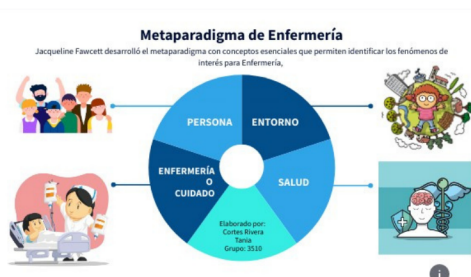 Metaparadigma de Enfermería
Jacqueline Fawcett desarrolló el metaparadigma con conceptos esenciales que permiten identificar los fenómenos de
interés para Enfermería,
PERSONA
ENTORNO
ENFERMERÍA
O
CUIDADO
SALUD
Elaborado por:
Cortes Rivera
Tania
Grupo: 3510
i